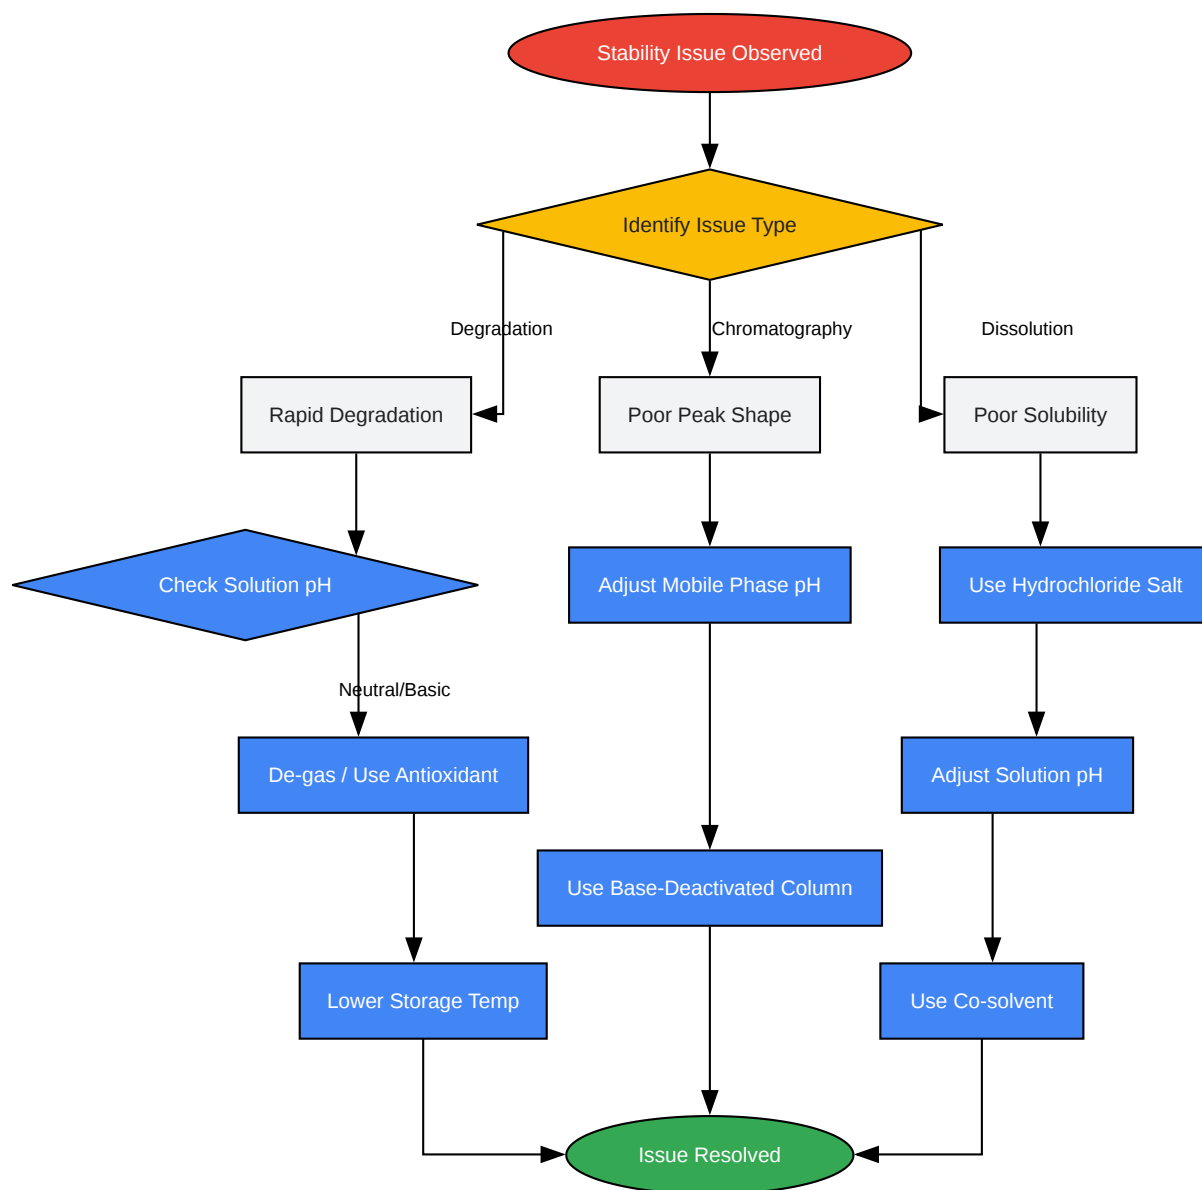 Stability Issue Observed
Identify Issue Type
Degradation
Chromatography
Dissolution
Rapid Degradation
Poor Peak Shape
Poor Solubility
Check Solution pH
Adjust Mobile Phase pH
Use Hydrochloride Salt
Neutral/Basic
De-gas / Use Antioxidant
Adjust Solution pH
Use Base-Deactivated Column
Lower Storage Temp
Use Co-solvent
Issue Resolved